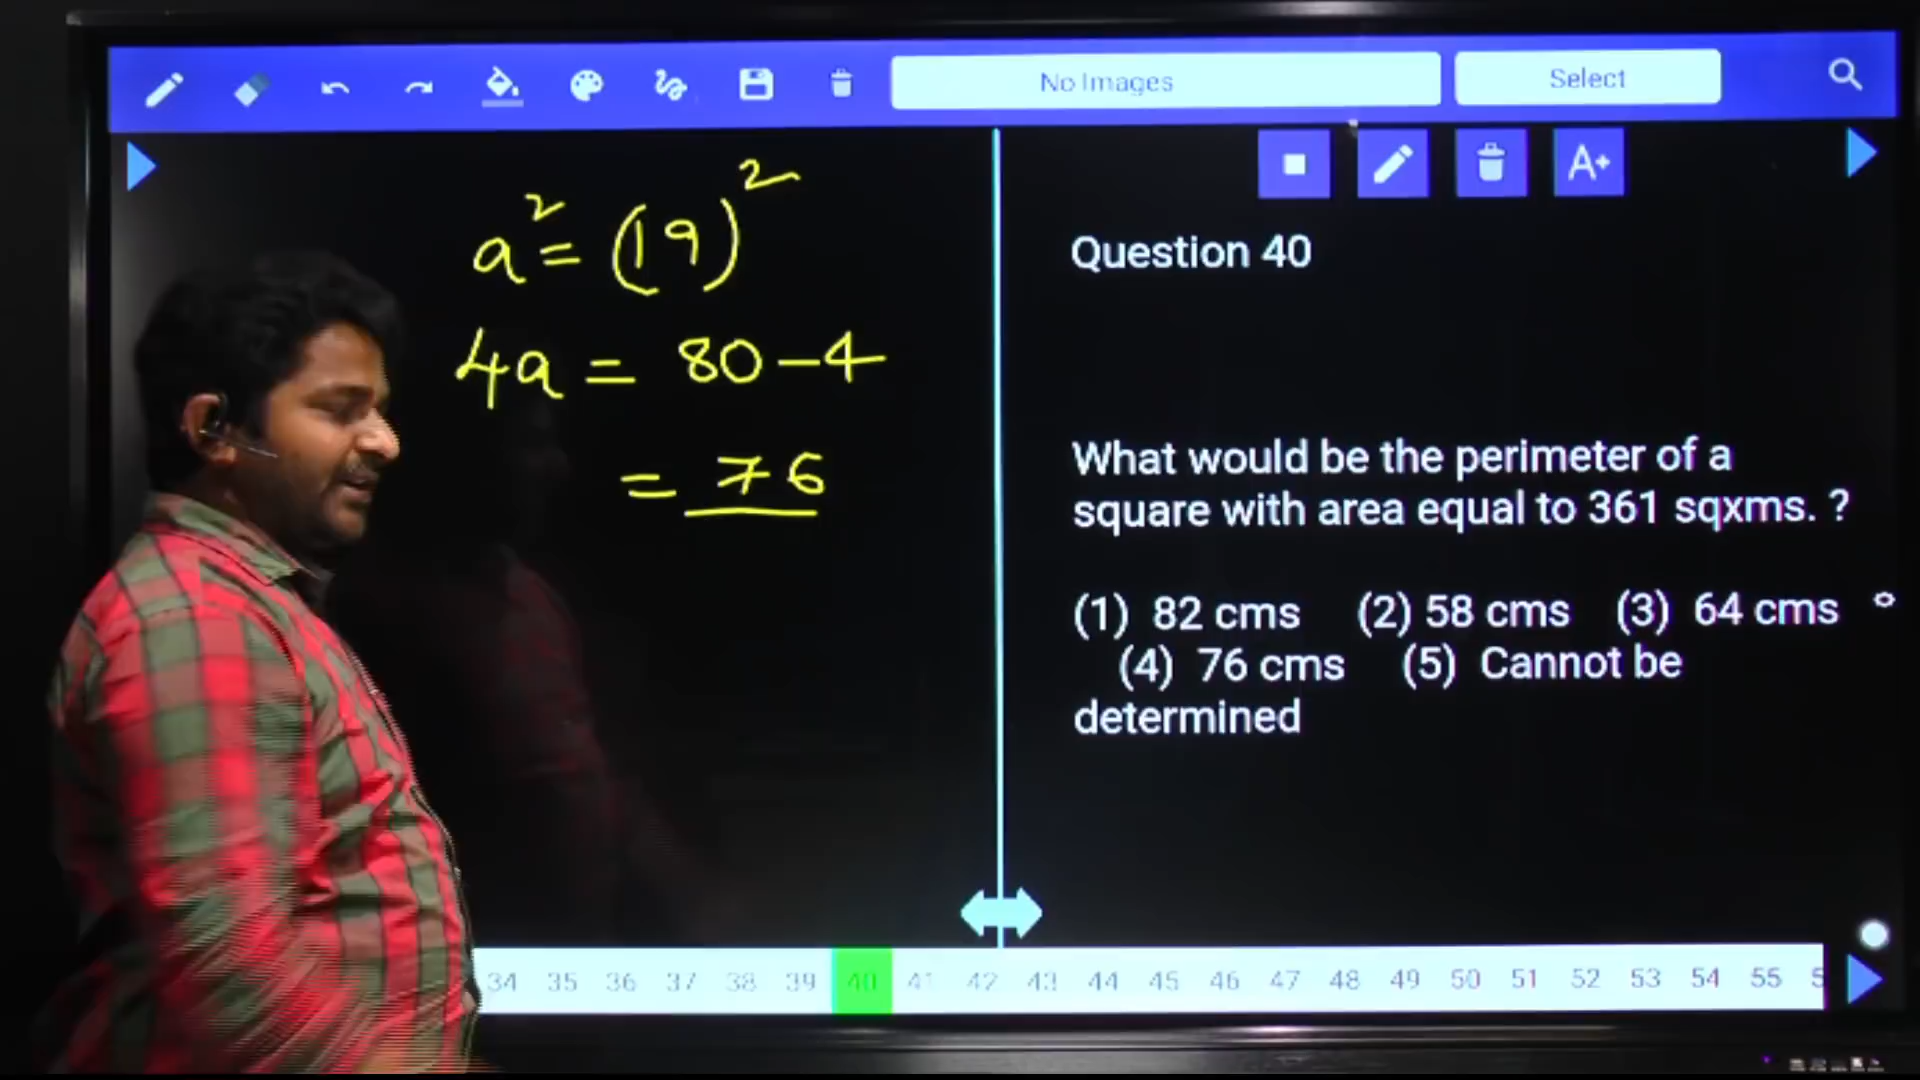 No Images
Select
A+
a² = (19)²
4a = 80 - 4
= 76
Question 40
What would be the perimeter of a
square with area equal to 361 sqxms. ?
(1) 82 cms (2) 58 cms (3) 64 cms
(4) 76 cms (5) Cannot be
determined
34 35 36 37 38 39 40 41 42 43 44 45 46 47 48 49 50 51 52 53 54 55 5